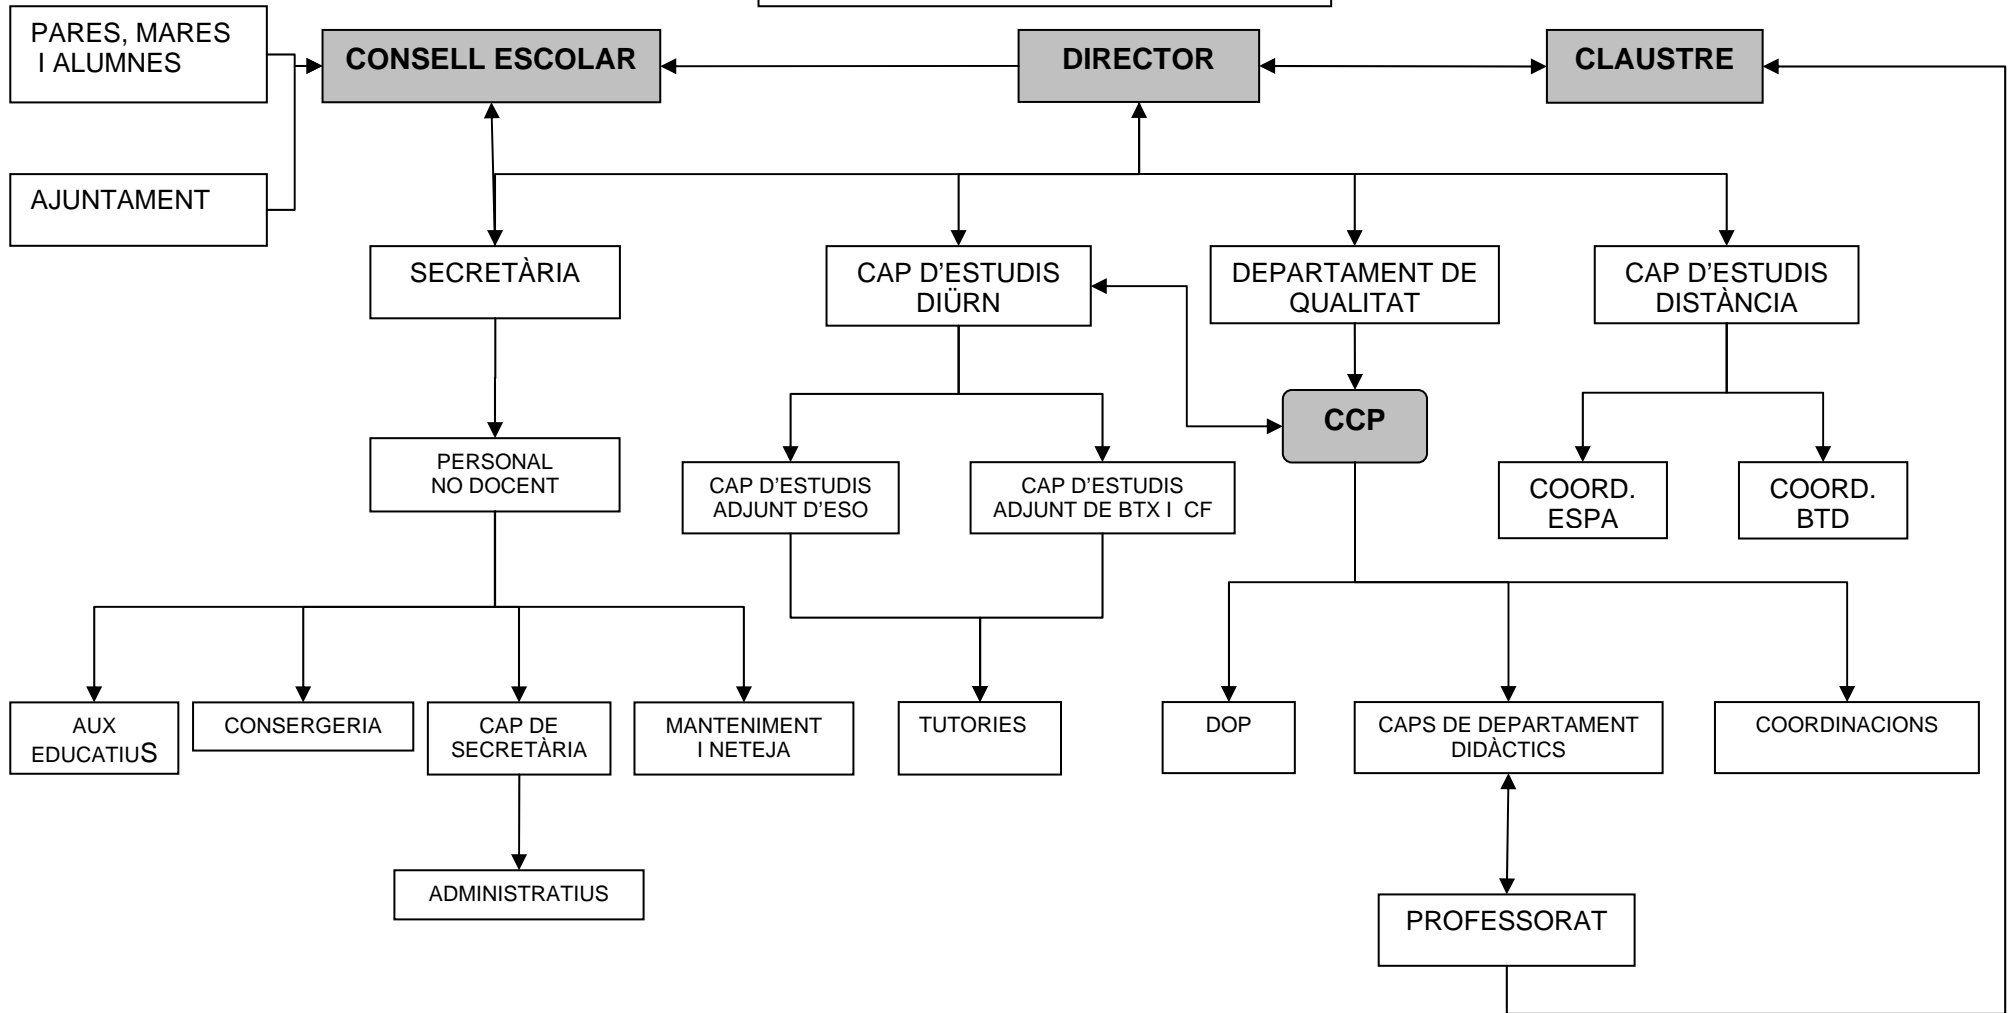 PARES, MARES
I ALUMNES
CONSELL ESCOLAR
DIRECTOR
CLAUSTRE
AJUNTAMENT
SECRETÀRIA
CAP D’ESTUDIS
DIÜRN
DEPARTAMENT DE
QUALITAT
CAP D’ESTUDIS
DISTÀNCIA
CCP
PERSONAL
NO DOCENT
CAP D’ESTUDIS
ADJUNT D’ESO
CAP D’ESTUDIS
ADJUNT DE BTX I CF
COORD.
ESPA
COORD.
BTD
AUX
EDUCATIUS
CONSERGERIA
CAP DE
SECRETÀRIA
MANTENIMENT
I NETEJA
TUTORIES
DOP
CAPS DE DEPARTAMENT
DIDÀCTICS
COORDINACIONS
ADMINISTRATIUS
PROFESSORAT